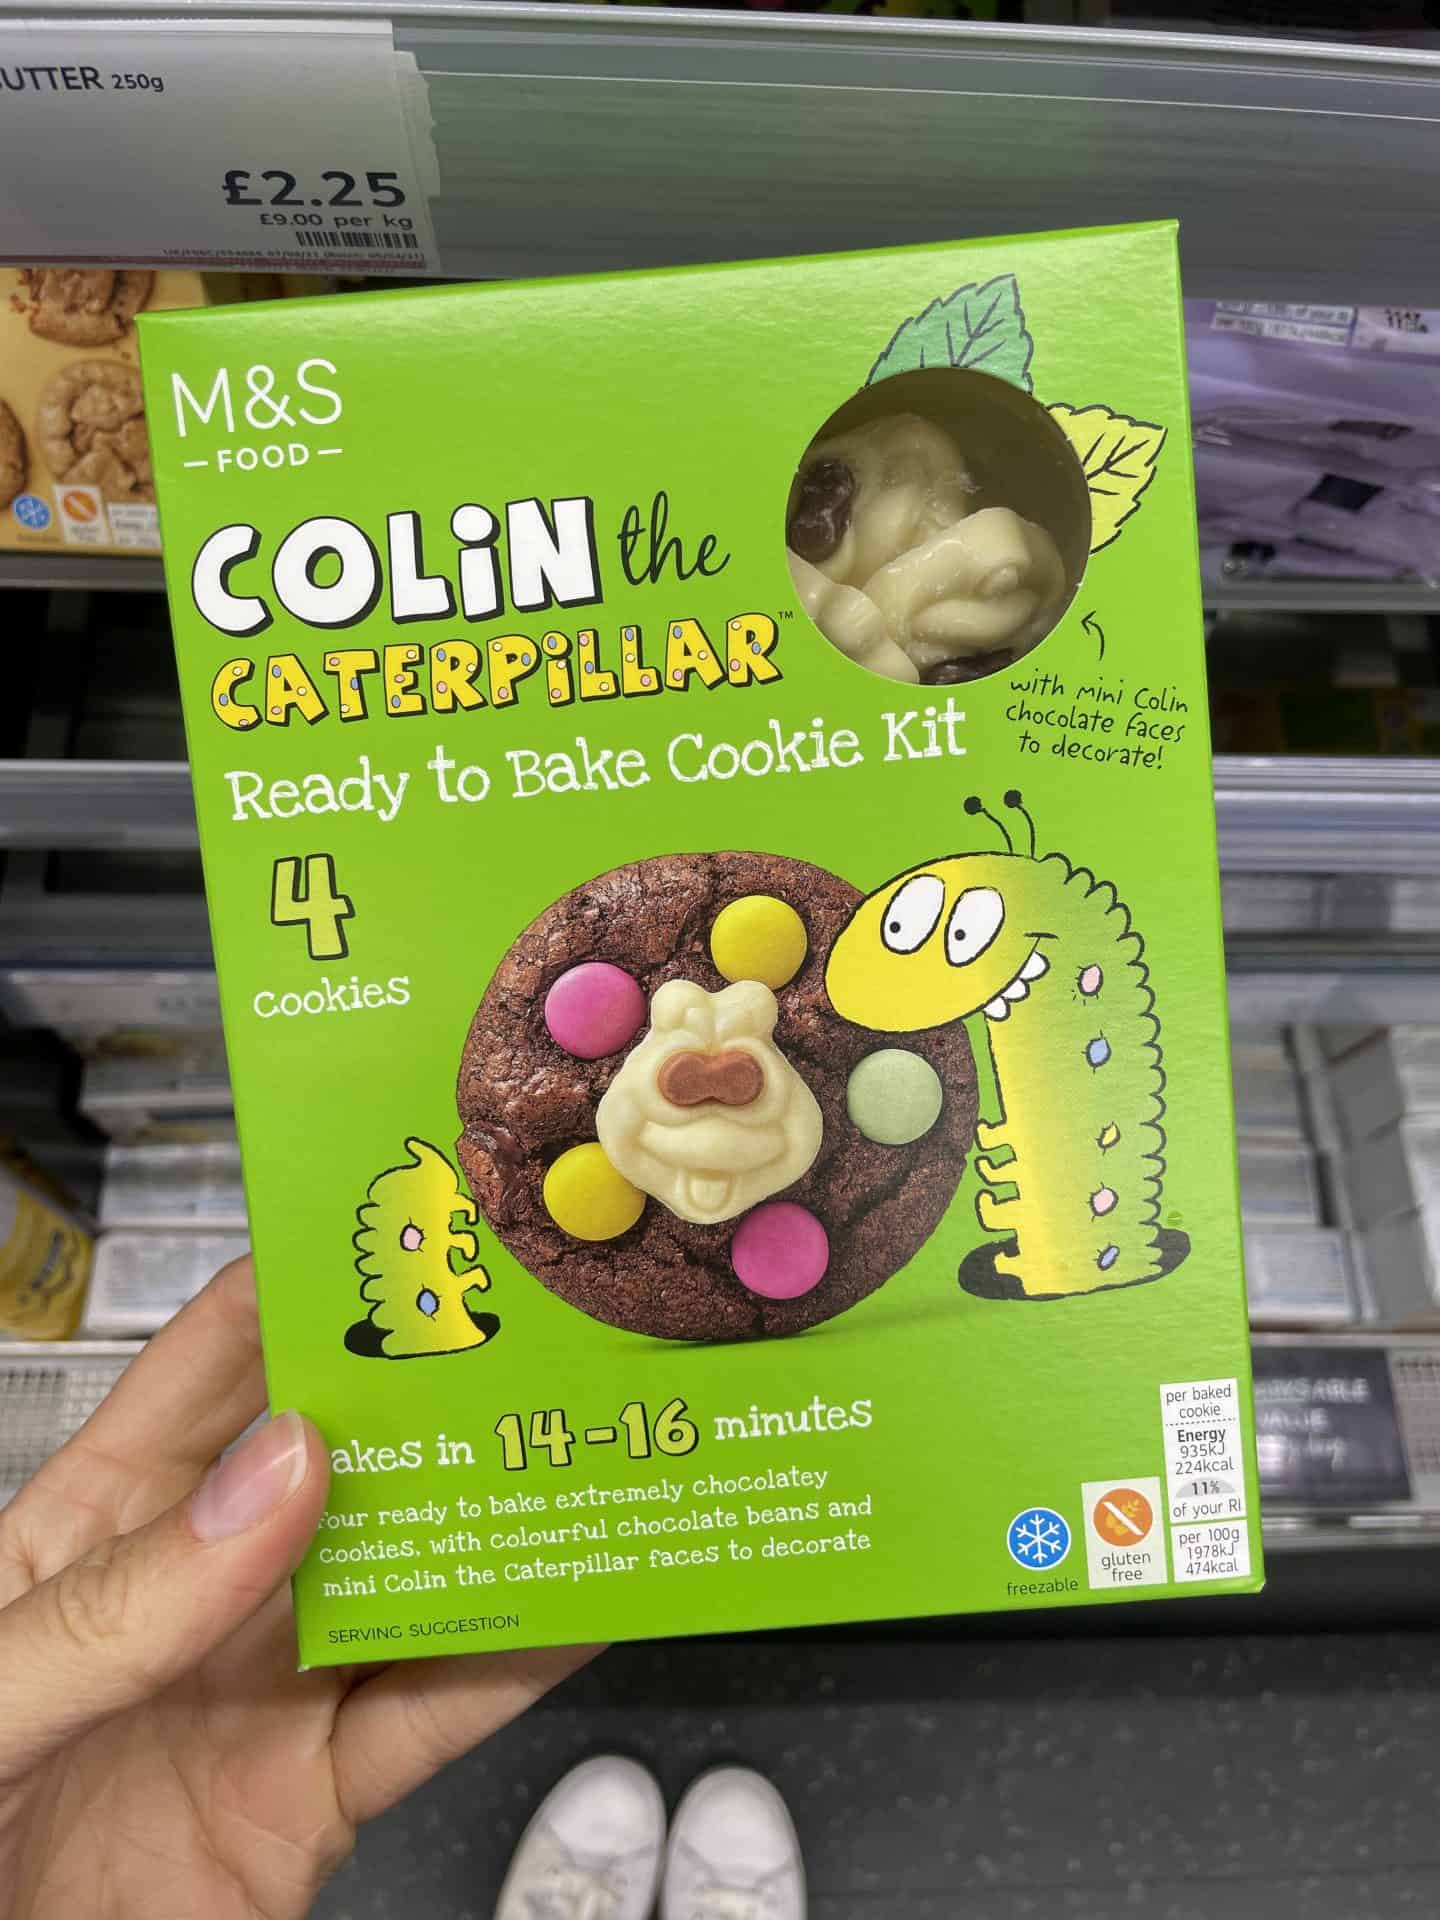 UTTER 250g
£2.25
£9.00 per kg
M&S
FOOD
COLiN the
CATERPiLLAR™
Ready to Bake Cookie Kit
with mini Colin
chocolate faces
to decorate!
4
cookies
akes in 14-16 minutes
our ready to bake extremely chocolatey
cookies, with colourful chocolate beans and
mini Colin the Caterpillar faces to decorate
SERVING SUGGESTION
freezable
gluten
free
per baked
cookie
Energy
935kJ
224kcal
11%
of your RI
per 100g
1978kJ
474kcal